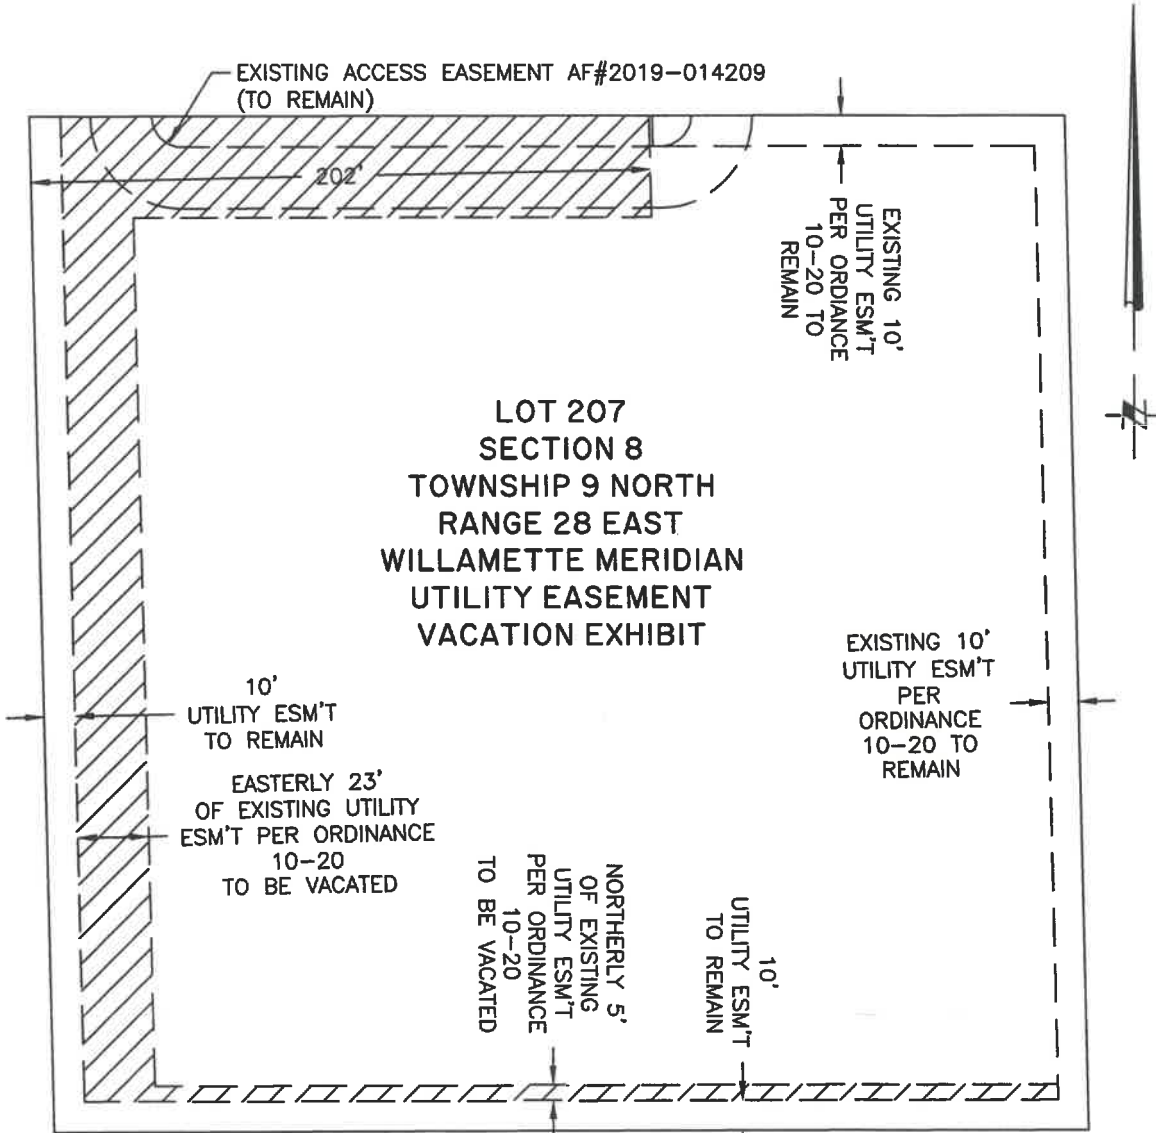 EXISTING ACCESS EASEMENT AF#2019-014209
(TO REMAIN)
202'
EXISTING 10'
UTILITY ESM'T
PER ORDIANCE
10-20 TO
REMAIN
LOT 207
SECTION 8
TOWNSHIP 9 NORTH
RANGE 28 EAST
WILLAMETTE MERIDIAN
UTILITY EASEMENT
VACATION EXHIBIT
EXISTING 10'
UTILITY ESM'T
PER
ORDINANCE
10-20 TO
REMAIN
10'
UTILITY ESM'T
TO REMAIN
EASTERLY 23'
OF EXISTING UTILITY
ESM'T PER ORDINANCE
10-20
TO BE VACATED
NORTHERLY 5'
OF EXISTING
UTILITY ESM'T
PER ORDINANCE
10-20
TO BE VACATED
10'
UTILITY ESM'T
TO REMAIN